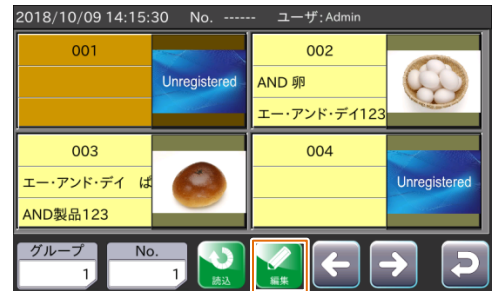 2018/10/09 14:15:30 No. ------ ユーザ:Admin
001
Unregistered
002
AND 卵
エー・アンド・デイ123
003
エー・アンド・デイ ぱ
AND製品123
004
Unregistered
グループ
1
No.
1
読込
編集